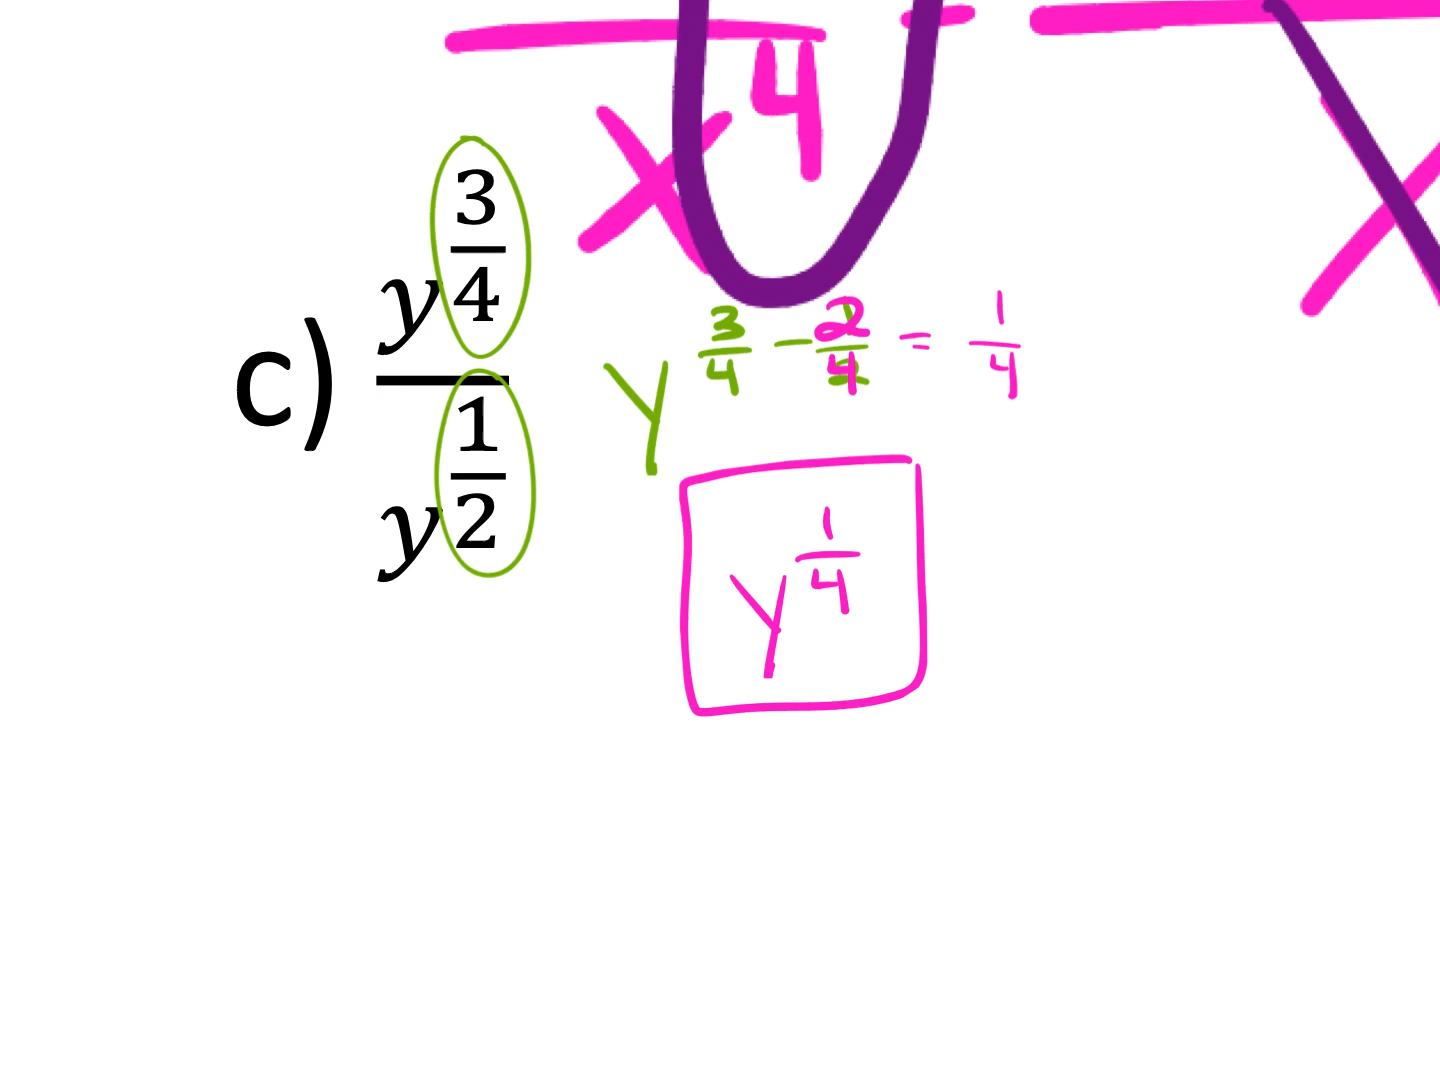 x 4
c) y^(3/4) / y^(1/2)
y 3/4 - 2/4 = 1/4
y^(1/4)